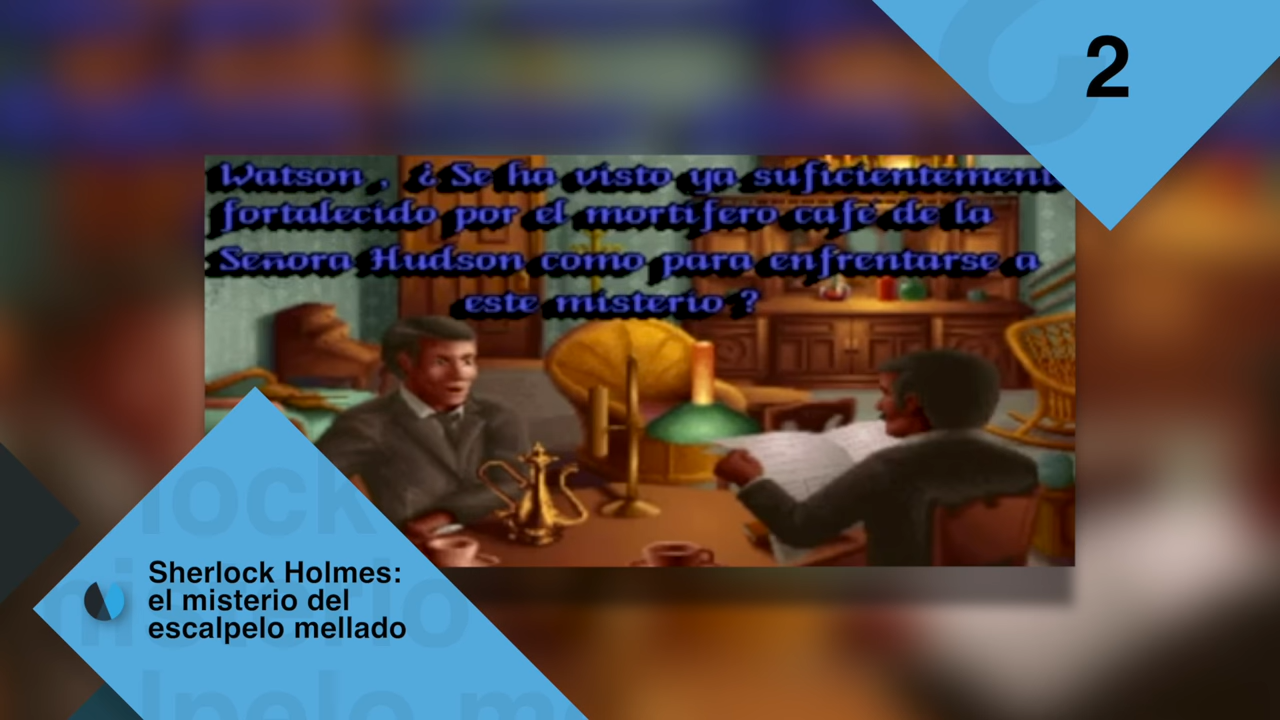 2
Watson , ¿ Se ha visto ya suficientement
fortalecido por el mortífero café de la
Señora Hudson como para enfrentarse a
este misterio ?
Sherlock Holmes:
el misterio del
escalpelo mellado